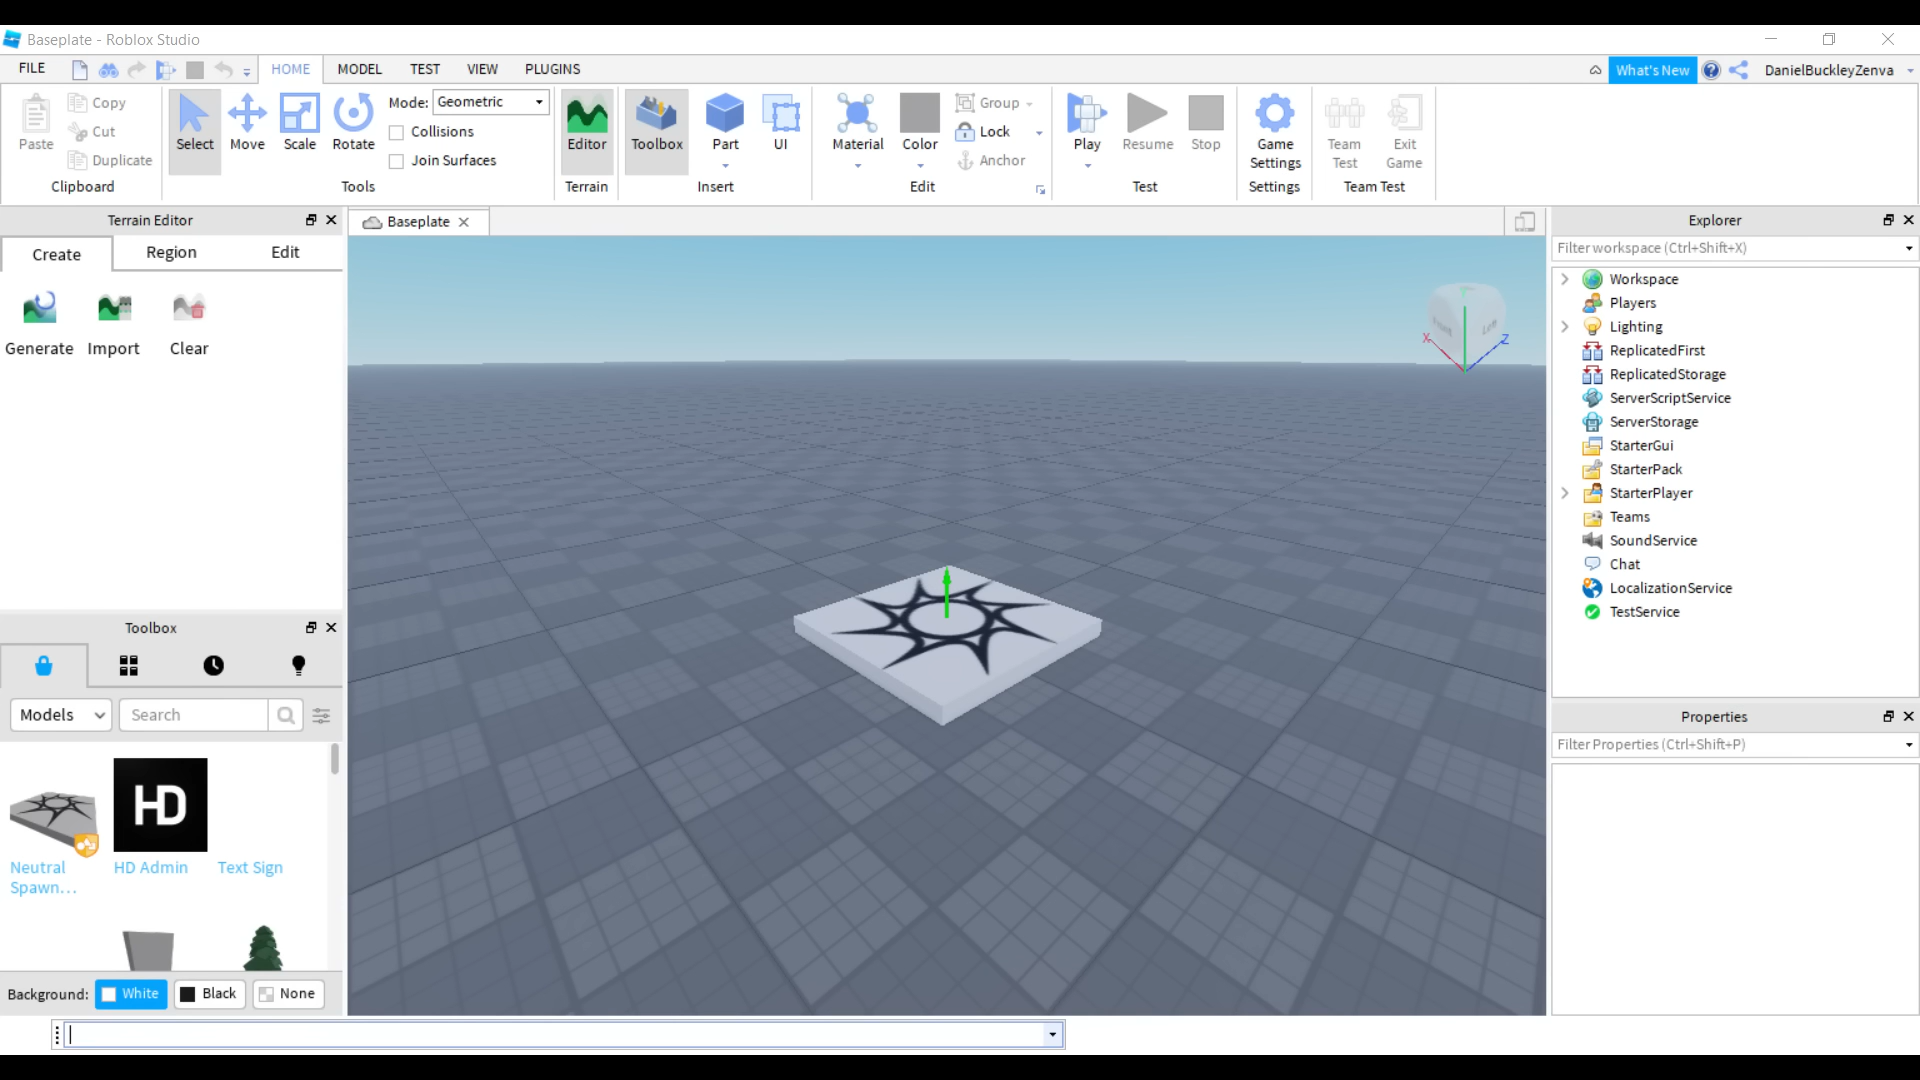 Baseplate - Roblox Studio
FILE HOME MODEL TEST VIEW PLUGINS What's New DanielBuckleyZenva
Paste Copy Cut Duplicate
Clipboard
Select Move Scale Rotate
Mode: Geometric
Collisions
Join Surfaces
Tools
Editor
Terrain
Toolbox Part UI
Insert
Material Color Group Lock Anchor
Edit
Play Resume Stop
Test
Game Settings
Settings
Team Test Exit Game
Team Test
Terrain Editor
Create Region Edit
Generate Import Clear
Toolbox
Models Search
Neutral HD Admin Text Sign
Spawn...
HD
Background: White Black None
Baseplate
X Z
Left
Explorer
Filter workspace (Ctrl+Shift+X)
Workspace
Players
Lighting
ReplicatedFirst
ReplicatedStorage
ServerScriptService
ServerStorage
StarterGui
StarterPack
StarterPlayer
Teams
SoundService
Chat
LocalizationService
TestService
Properties
Filter Properties (Ctrl+Shift+P)